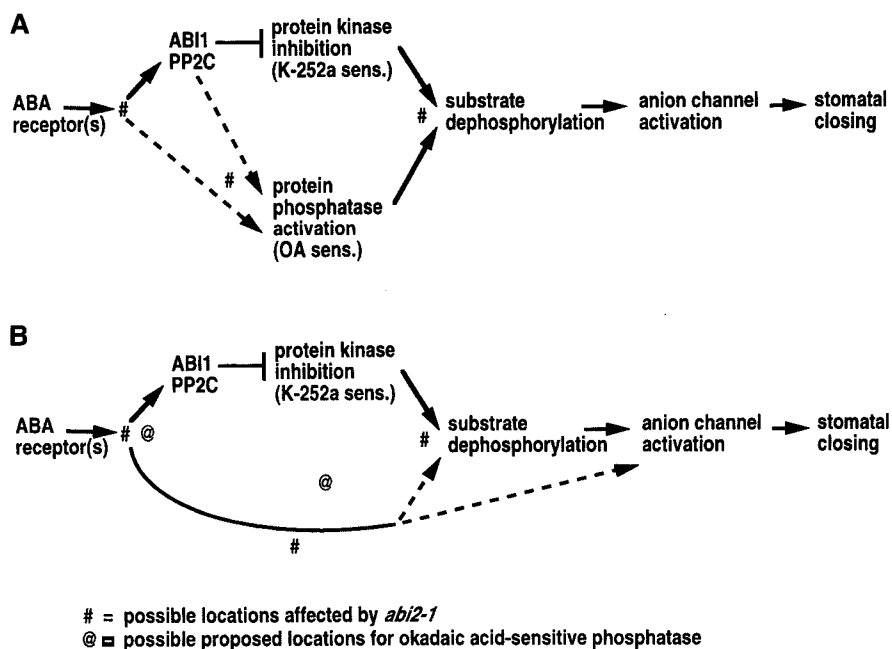 A
ABI1
PP2C
protein kinase
inhibition
(K-252a sens.)
ABA
receptor(s)
#
#
substrate
dephosphorylation
anion channel
activation
stomatal
closing
#
protein
phosphatase
activation
(OA sens.)
B
ABI1
PP2C
protein kinase
inhibition
(K-252a sens.)
ABA
receptor(s)
# @
#
substrate
dephosphorylation
anion channel
activation
stomatal
closing
@
#
# = possible locations affected by abi2-1
@ = possible proposed locations for okadaic acid-sensitive phosphatase